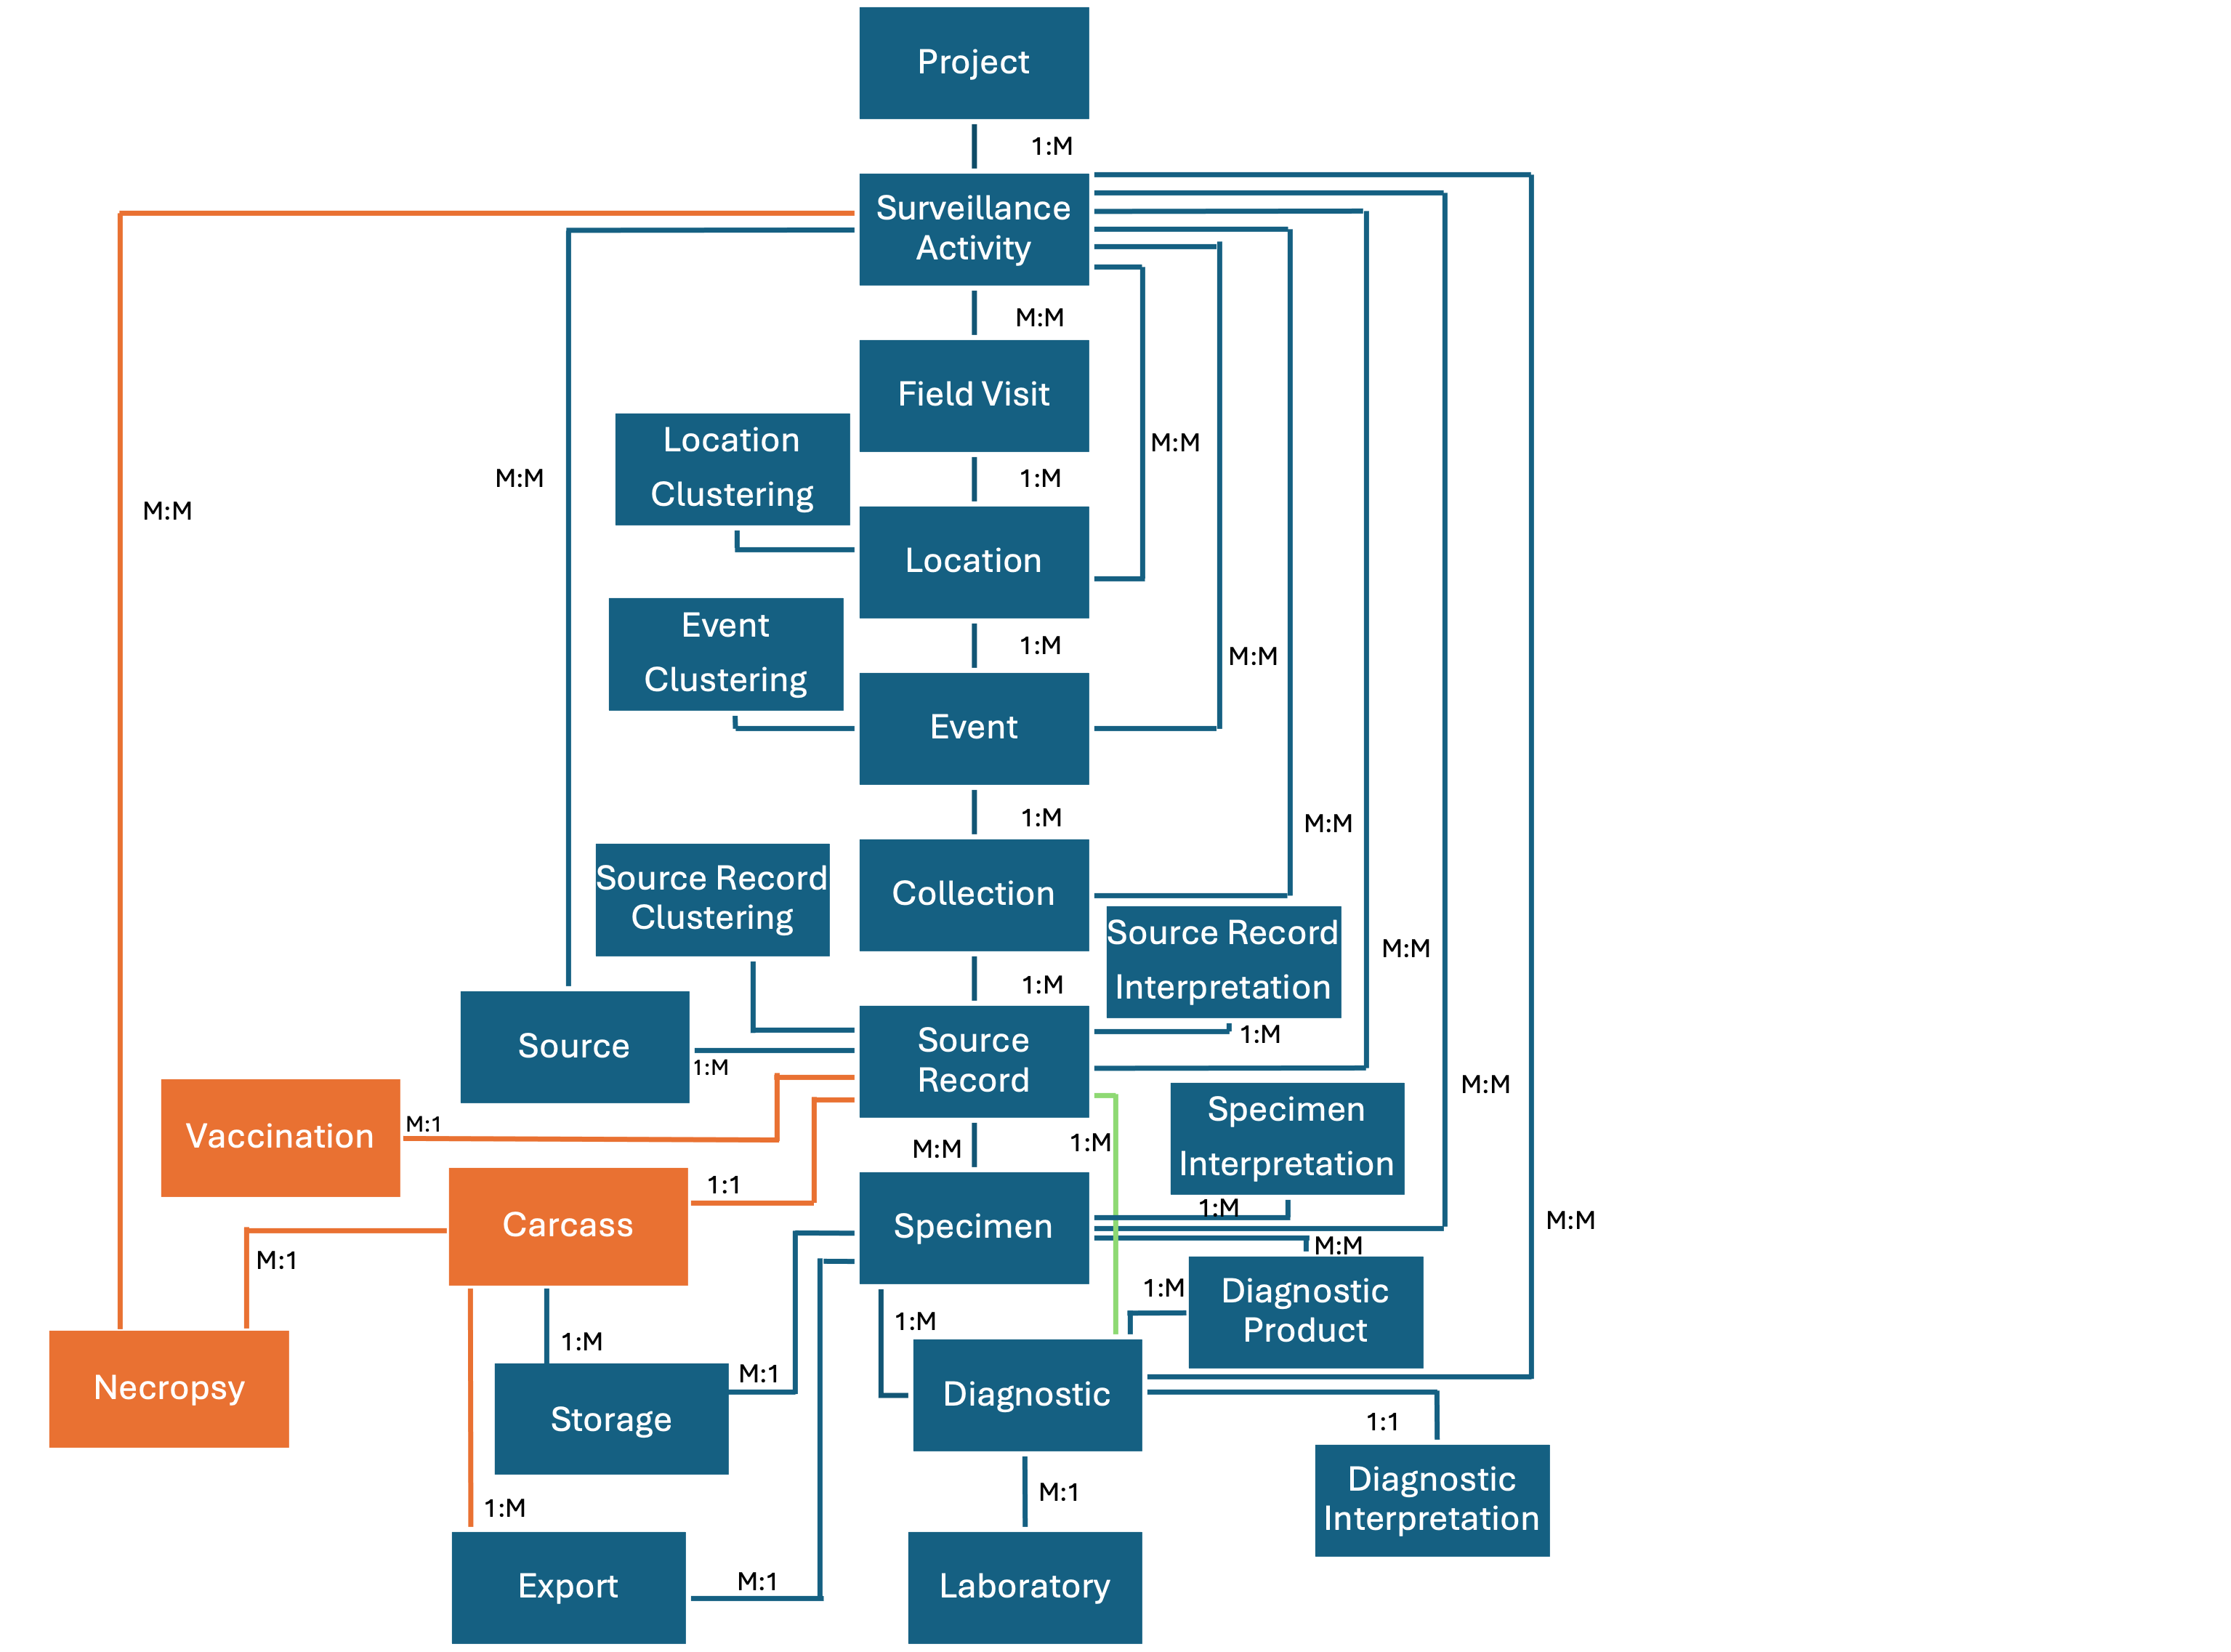 Project
1:M
Surveillance
Activity
M:M
Field Visit
Location
Clustering
M:M
M:M
1:M
M:M
Location
Event
Clustering
1:M
M:M
Event
1:M
M:M
Source Record
Clustering
Collection
Source Record
Interpretation
M:M
1:M
1:M
Source
1:M
Source
Record
Vaccination
M:1
M:M
1:M
Specimen
Interpretation
M:M
Carcass
1:1
1:M
Specimen
M:M
M:M
M:1
1:M
Diagnostic
Product
1:M
1:M
Necropsy
M:1
Storage
Diagnostic
1:1
M:1
Diagnostic
Interpretation
1:M
Export
M:1
Laboratory